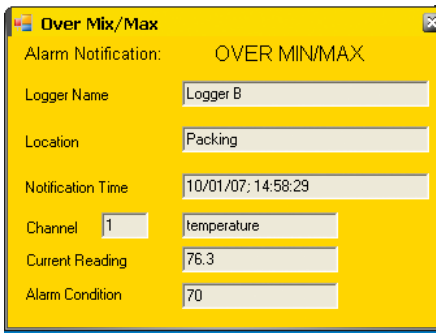 Over Mix/Max
Alarm Notification: OVER MIN/MAX
Logger Name Logger B
Location Packing
Notification Time 10/01/07; 14:58:29
Channel 1 temperature
Current Reading 76.3
Alarm Condition 70